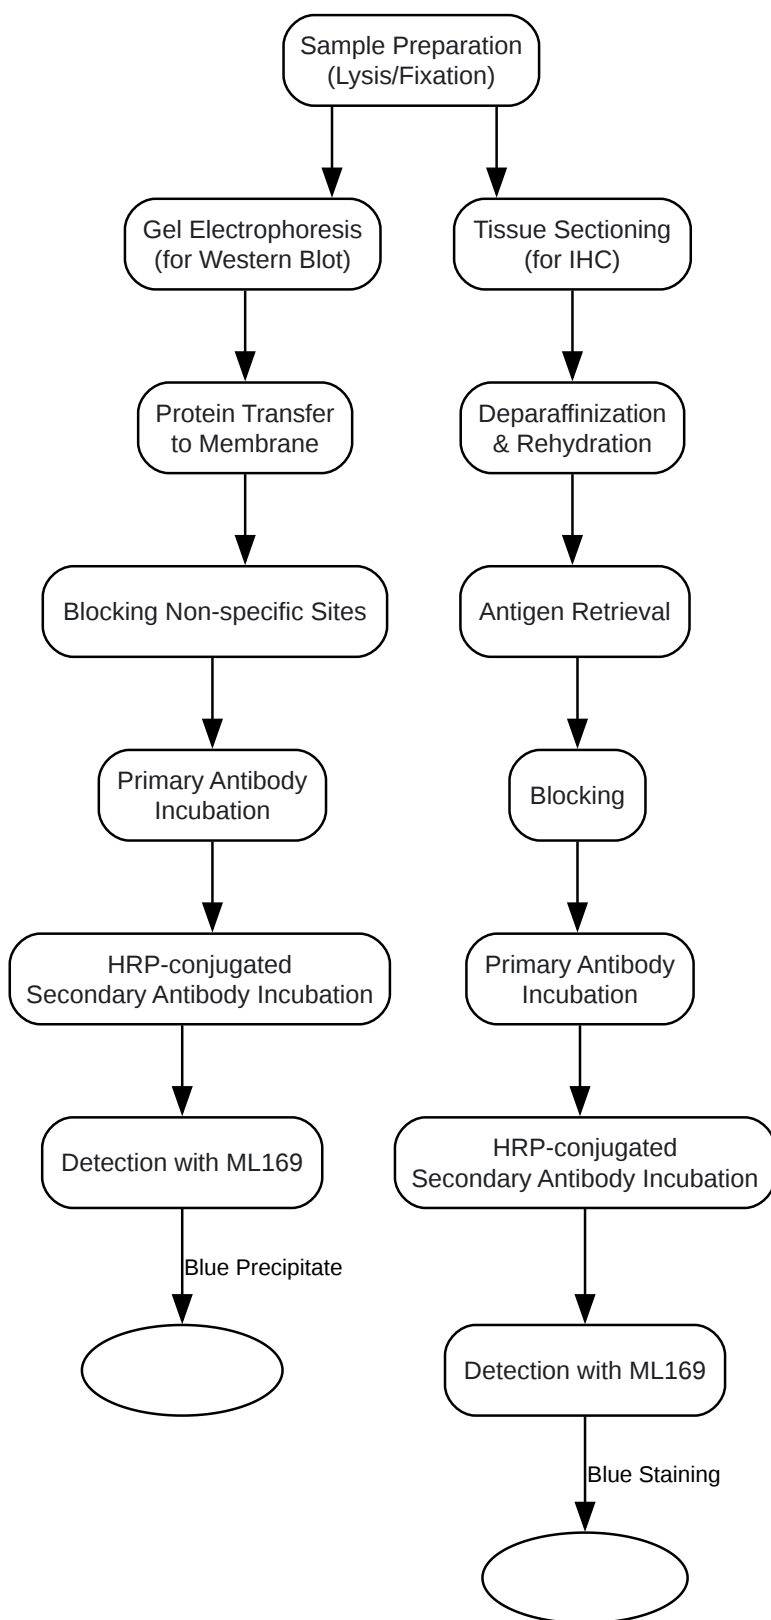 Sample Preparation
(Lysis/Fixation)
Gel Electrophoresis
(for Western Blot)
Tissue Sectioning
(for IHC)
Protein Transfer
to Membrane
Deparaffinization
& Rehydration
Blocking Non-specific Sites
Antigen Retrieval
Primary Antibody
Incubation
Blocking
HRP-conjugated
Secondary Antibody Incubation
Primary Antibody
Incubation
Detection with ML169
HRP-conjugated
Secondary Antibody Incubation
Blue Precipitate
Detection with ML169
Blue Staining